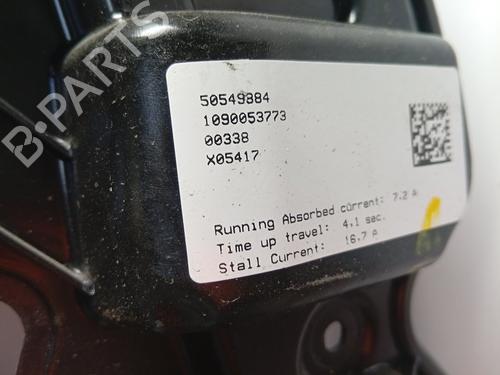 50549384
1090053773
00338
X05417
Running Absorbed current: 7.2 A
Time up travel: 4.1 sec.
Stall Current: 16.7 A
B-PARTS